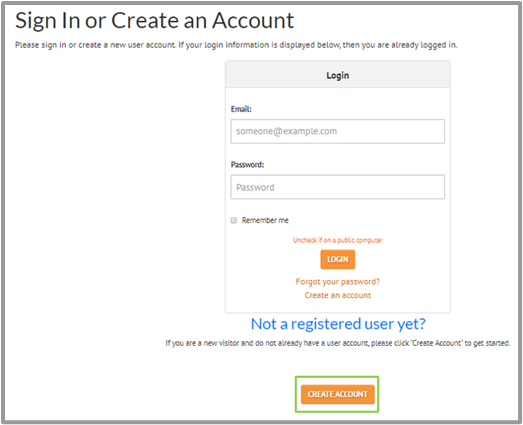 Sign In or Create an Account
Please sign in or create a new user account. If your login information is displayed below, then you are already logged in.
Login
Email:
someone@example.com
Password:
Password
Remember me
Uncheck if on a public computer
LOGIN
Forgot your password?
Create an account
Not a registered user yet?
If you are a new visitor and do not already have a user account, please click "Create Account" to get started.
CREATE ACCOUNT